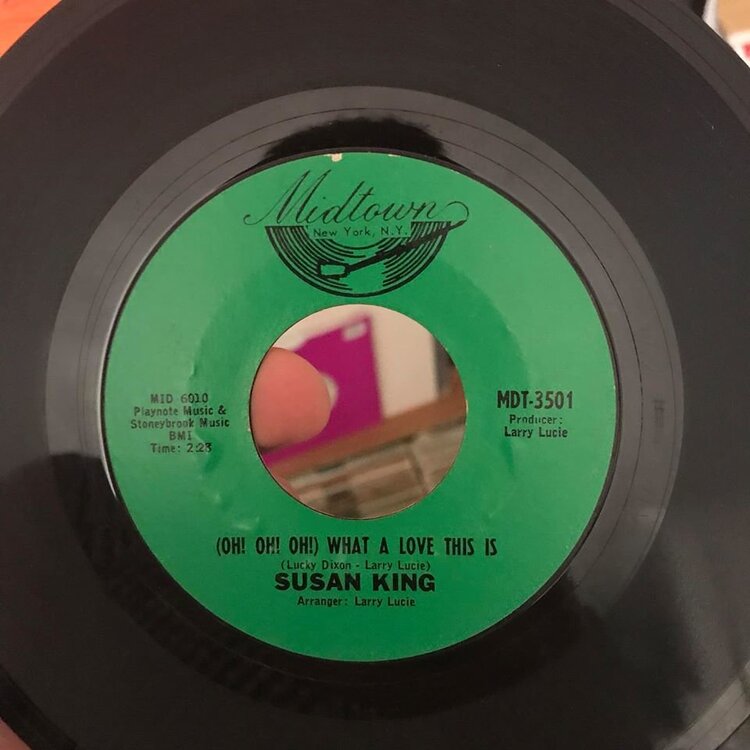 Midtown
New York, N.Y.
MID 6010
Playnote Music &
Stoneybrook Music
BMI
Time: 2:28
MDT-3501
Producer:
Larry Lucie
(OH! OH! OH!) WHAT A LOVE THIS IS
(Lucky Dixon - Larry Lucie)
SUSAN KING
Arranger: Larry Lucie